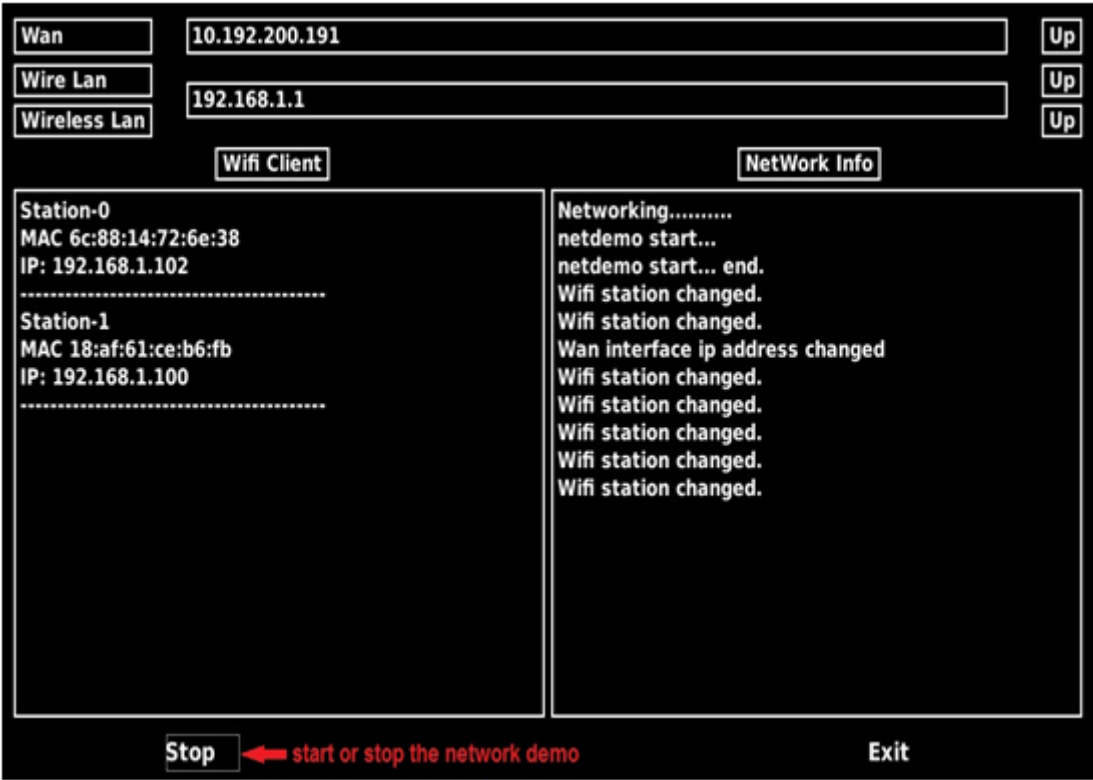 Wan 10.192.200.191 Up
Wire Lan Up
192.168.1.1
Wireless Lan Up
Wifi Client
NetWork Info
Station-0
MAC 6c:88:14:72:6e:38
IP: 192.168.1.102
-----------------------------------------
Station-1
MAC 18:af:61:ce:b6:fb
IP: 192.168.1.100
-----------------------------------------
Networking..........
netdemo start...
netdemo start... end.
Wifi station changed.
Wifi station changed.
Wan interface ip address changed
Wifi station changed.
Wifi station changed.
Wifi station changed.
Wifi station changed.
Wifi station changed.
Stop start or stop the network demo Exit